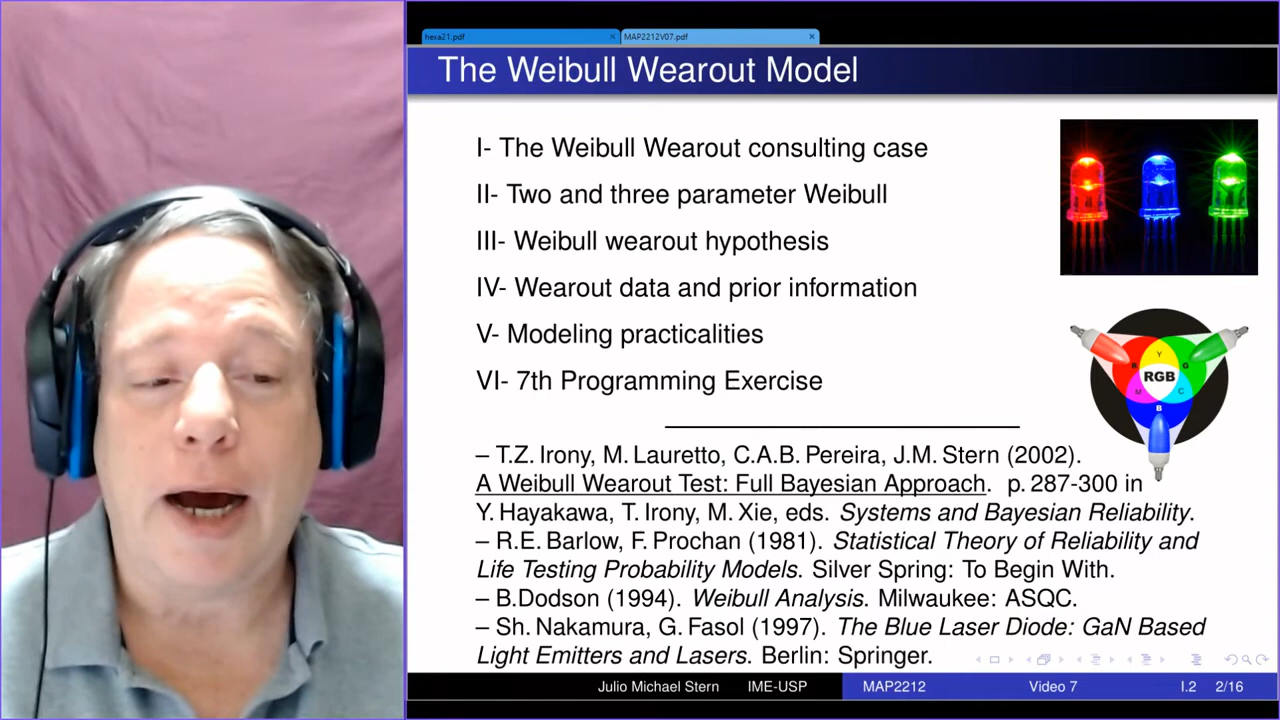 hexa21.pdf
MAP2212V07.pdf
The Weibull Wearout Model
I- The Weibull Wearout consulting case
II- Two and three parameter Weibull
III- Weibull wearout hypothesis
IV- Wearout data and prior information
V- Modeling practicalities
VI- 7th Programming Exercise
R
Y
G
RGB
M
C
B
– T.Z. Irony, M. Lauretto, C.A.B. Pereira, J.M. Stern (2002).
A Weibull Wearout Test: Full Bayesian Approach. p. 287-300 in
Y. Hayakawa, T. Irony, M. Xie, eds. Systems and Bayesian Reliability.
– R.E. Barlow, F. Prochan (1981). Statistical Theory of Reliability and
Life Testing Probability Models. Silver Spring: To Begin With.
– B.Dodson (1994). Weibull Analysis. Milwaukee: ASQC.
– Sh. Nakamura, G. Fasol (1997). The Blue Laser Diode: GaN Based
Light Emitters and Lasers. Berlin: Springer.
Julio Michael Stern IME-USP MAP2212 Video 7 I.2 2/16